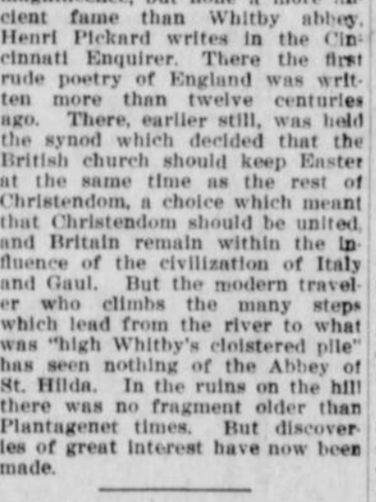 cient fame than Whitby abbey,
Henri Pickard writes in the Cin-
cinnati Enquirer. There the first
rude poetry of England was writ-
ten more than twelve centuries
ago. There, earlier still, was held
the synod which decided that the
British church should keep Easter
at the same time as the rest of
Christendom, a choice which meant
that Christendom should be united,
and Britain remain within the in-
fluence of the civilization of Italy
and Gaul. But the modern travel-
er who climbs the many steps
which lead from the river to what
was "high Whitby's cloistered pile"
has seen nothing of the Abbey of
St. Hilda. In the ruins on the hill
there was no fragment older than
Plantagenet times. But discover-
ies of great interest have now been
made.